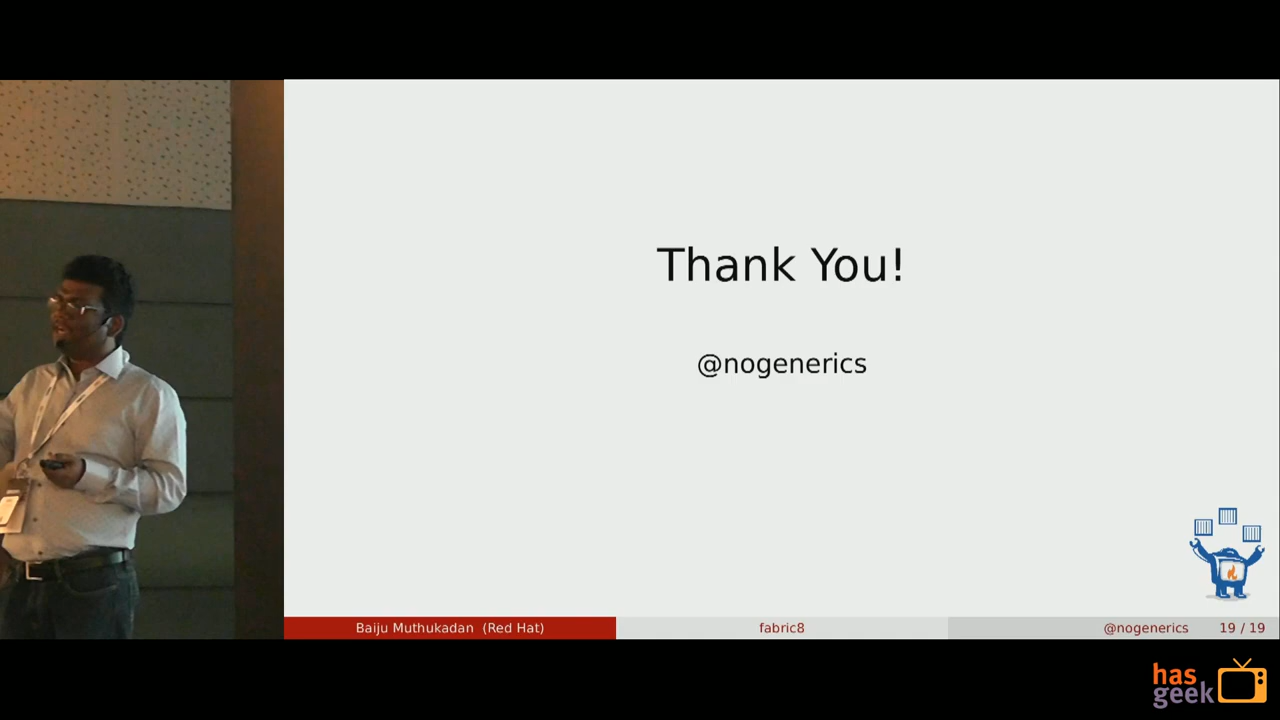 Thank You!
@nogenerics
Baiju Muthukadan (Red Hat)
fabric8
@nogenerics
19 / 19
has
geek